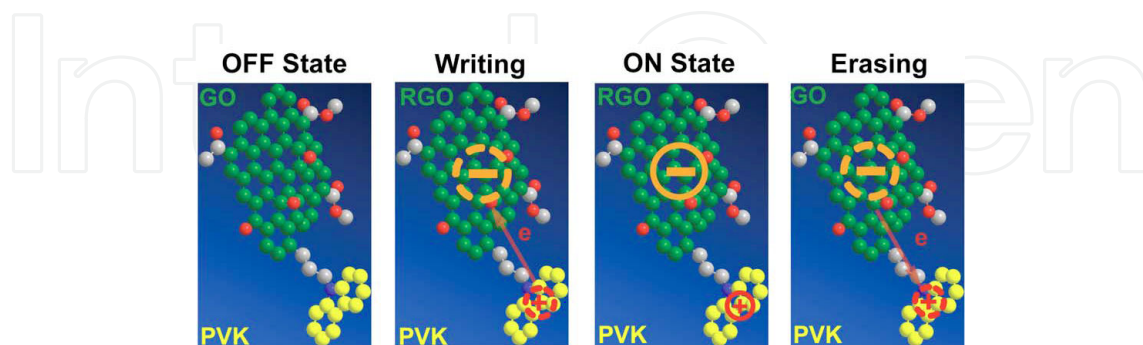 OFF State
Writing
ON State
Erasing
GO
RGO
RGO
GO
e
e
PVK
PVK
PVK
PVK